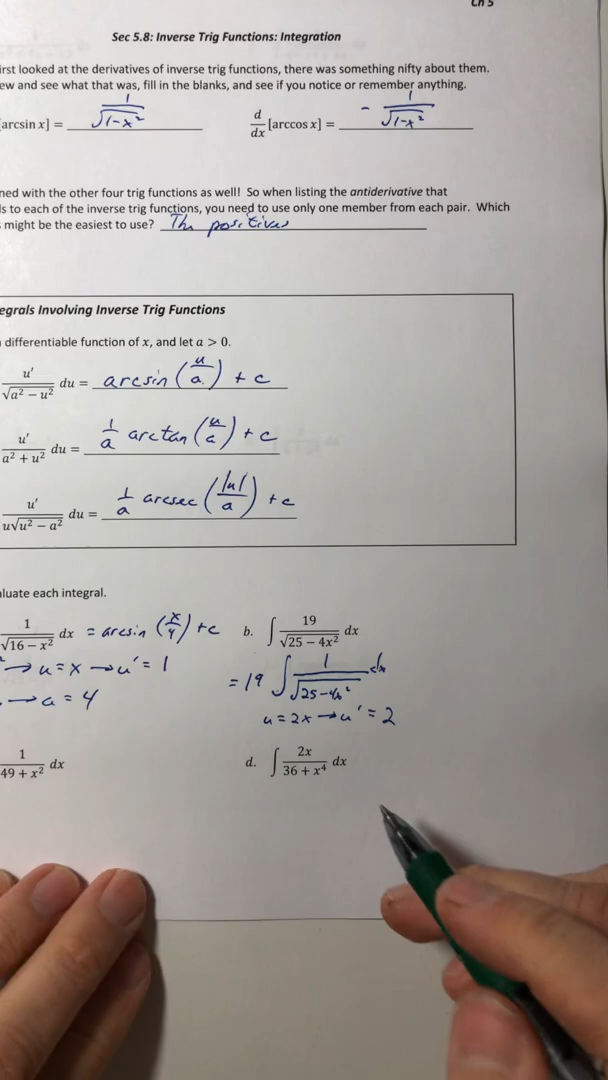 Ch 5
Sec 5.8: Inverse Trig Functions: Integration
irst looked at the derivatives of inverse trig functions, there was something nifty about them.
ew and see what that was, fill in the blanks, and see if you notice or remember anything.
[arcsin x] = 1/√(1-x²) d/dx [arccos x] = - 1/√(1-x²)
ned with the other four trig functions as well! So when listing the antiderivative that
ls to each of the inverse trig functions, you need to use only one member from each pair. Which
might be the easiest to use? The positives
egrals Involving Inverse Trig Functions
differentiable function of x, and let a > 0.
u'/√(a² − u²) du = arcsin (u/a) + c
u'/(a² + u²) du = 1/a arctan (u/a) + c
u'/(u√(u² − a²)) du = 1/a arcsec (|u|/a) + c
aluate each integral.
1/√(16 − x²) dx = arcsin (x/4) + c b. ∫ 19/√(25 − 4x²) dx
² → u = x → u' = 1 = 19 ∫ 1/√(25-4x²) dx
→ a = 4 u = 2x → u' = 2
1/(49 + x²) dx d. ∫ 2x/(36 + x⁴) dx